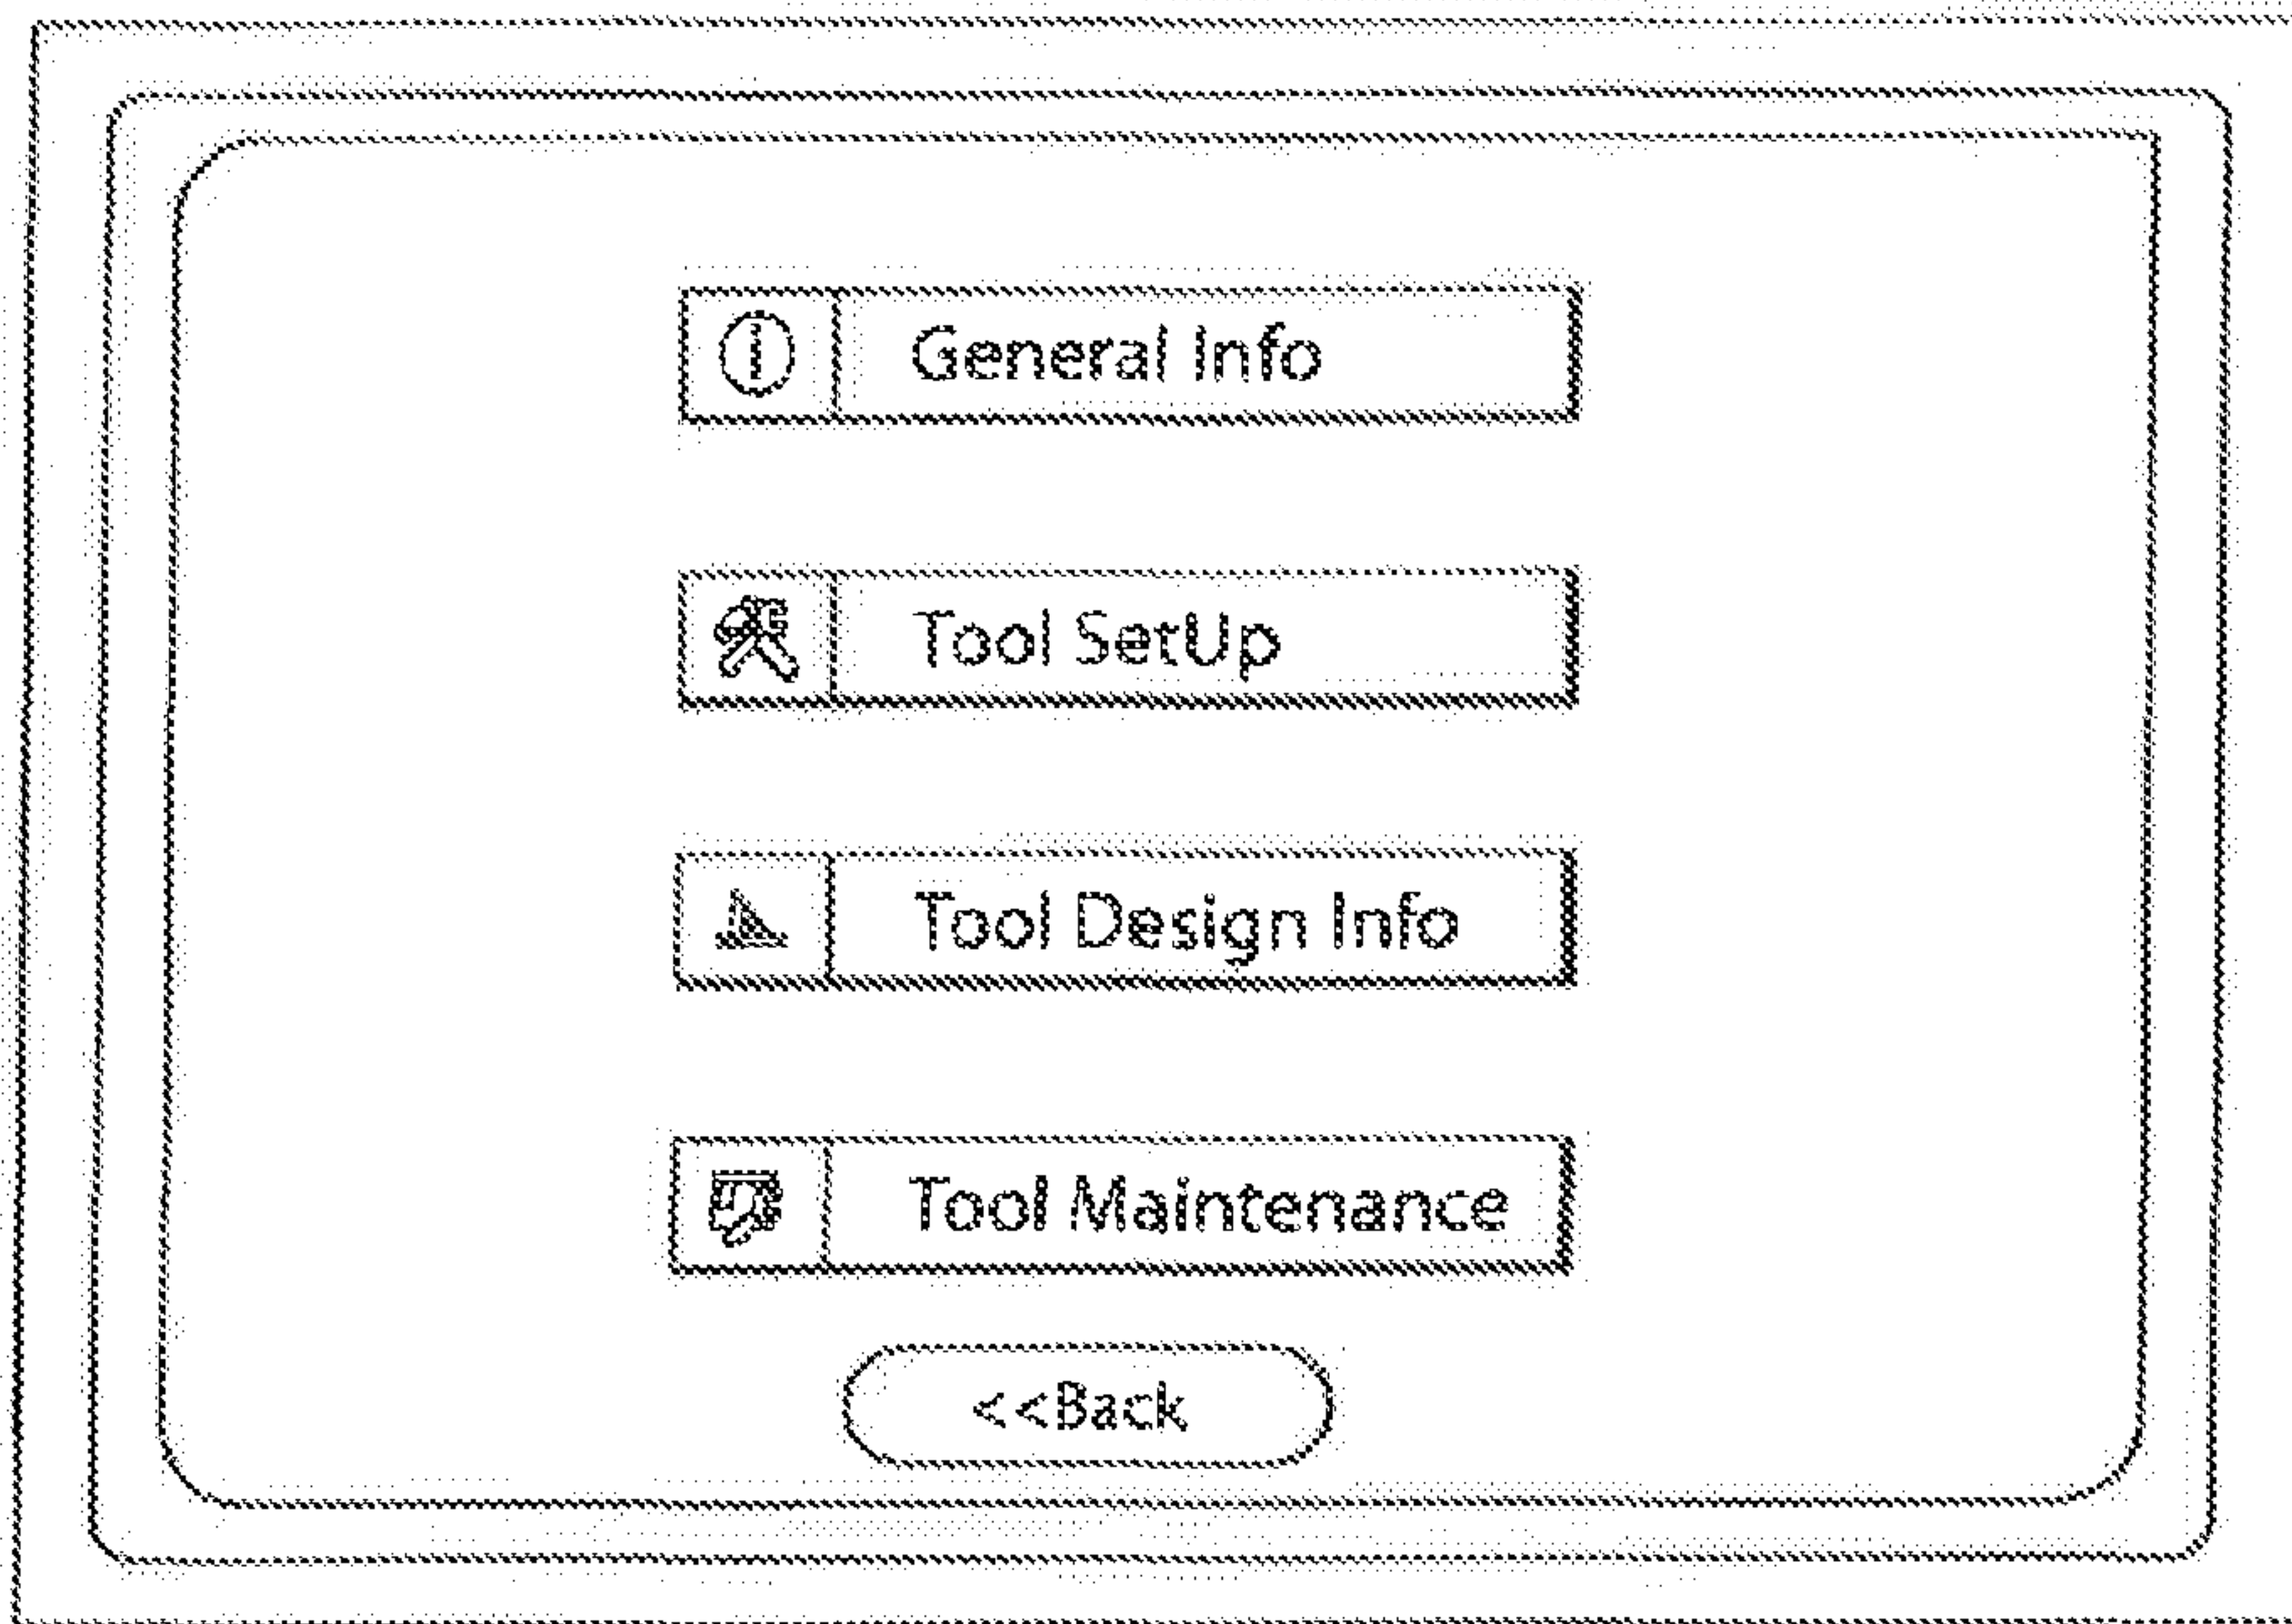 General Info
Tool SetUp
Tool Design Info
Tool Maintenance
<<Back